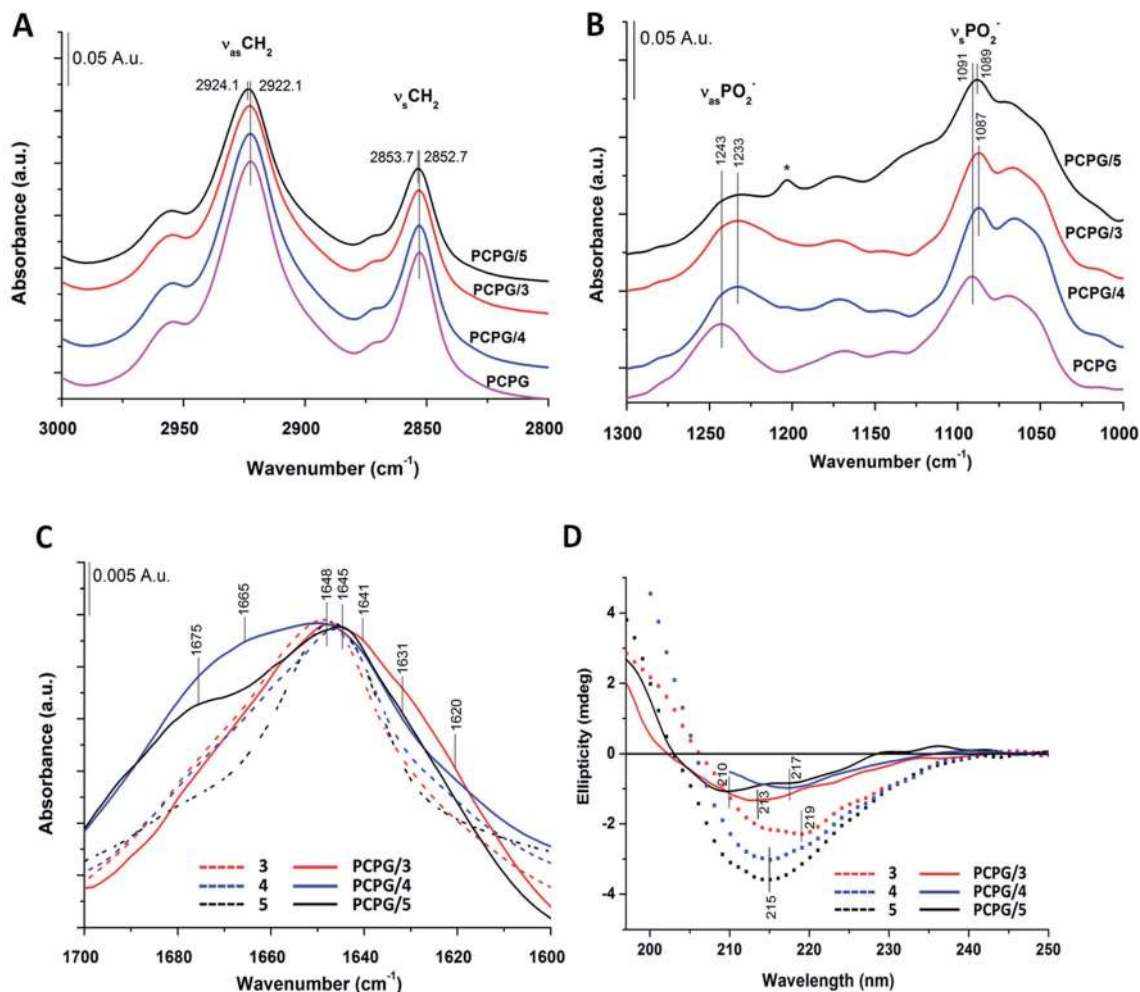 A
0.05 A.u.
νasCH2
2924.1
2922.1
νsCH2
2853.7
2852.7
PCPG/5
PCPG/3
PCPG/4
PCPG
Absorbance (a.u.)
3000 2950 2900 2850 2800
Wavenumber (cm-1)
B
0.05 A.u.
νasPO2-
1243
1233
*
νsPO2-
1091
1089
1087
PCPG/5
PCPG/3
PCPG/4
PCPG
Absorbance (a.u.)
1300 1250 1200 1150 1100 1050 1000
Wavenumber (cm-1)
C
0.005 A.u.
1675
1665
1648
1645
1641
1631
1620
3 PCPG/3
4 PCPG/4
5 PCPG/5
Absorbance (a.u.)
1700 1680 1660 1640 1620 1600
Wavenumber (cm-1)
D
4
2
0
-2
-4
Ellipticity (mdeg)
210
213
217
219
215
3 PCPG/3
4 PCPG/4
5 PCPG/5
200 210 220 230 240 250
Wavelength (nm)